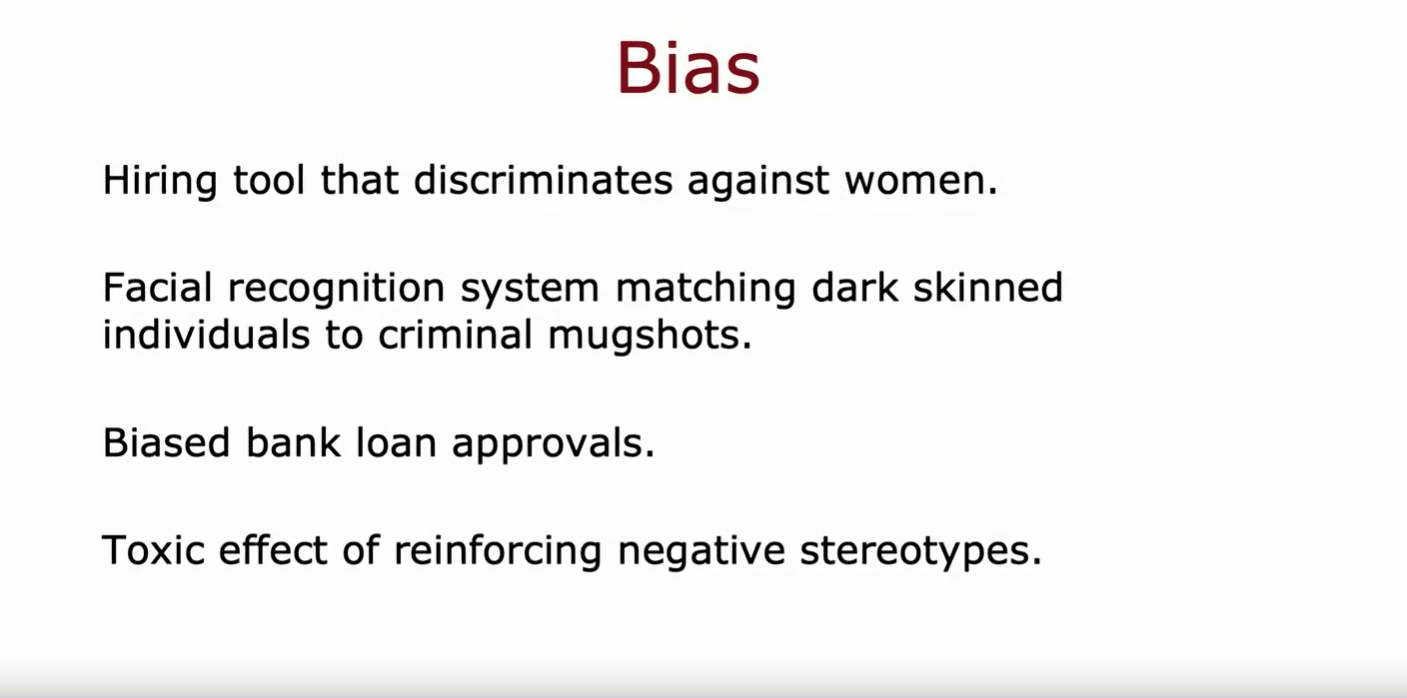 Bias
Hiring tool that discriminates against women.
Facial recognition system matching dark skinned
individuals to criminal mugshots.
Biased bank loan approvals.
Toxic effect of reinforcing negative stereotypes.